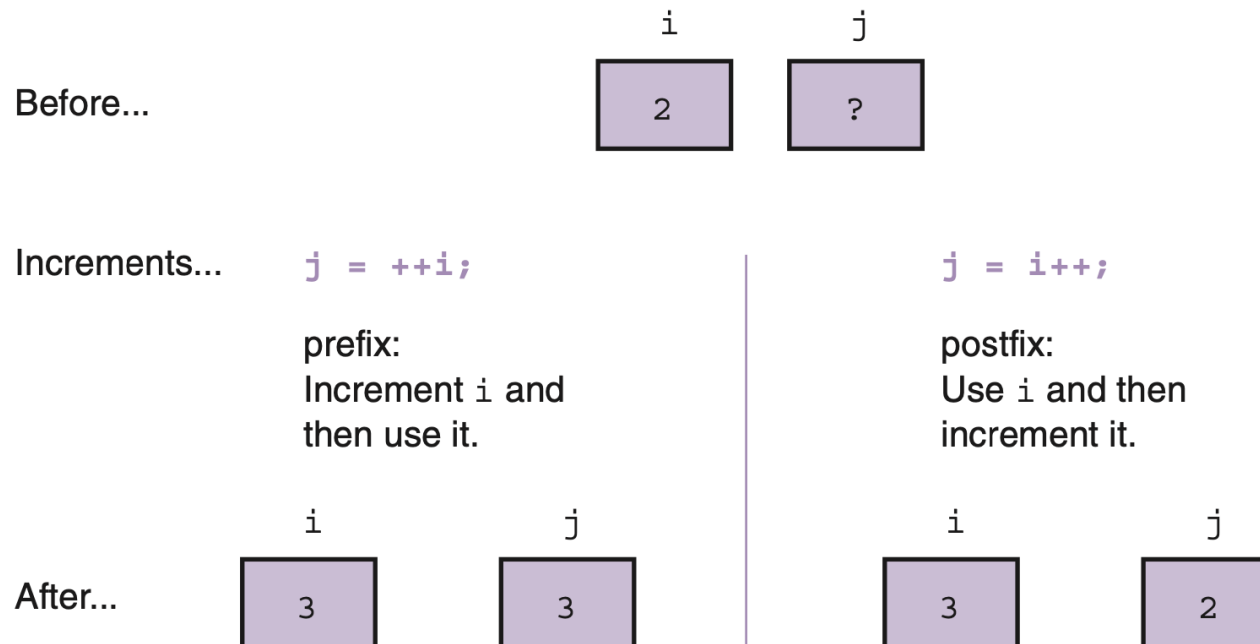 i j
Before... 2 ?
Increments... j = ++i; j = i++;
prefix: postfix:
Increment i and Use i and then
then use it. increment it.
i j i j
After... 3 3 3 2